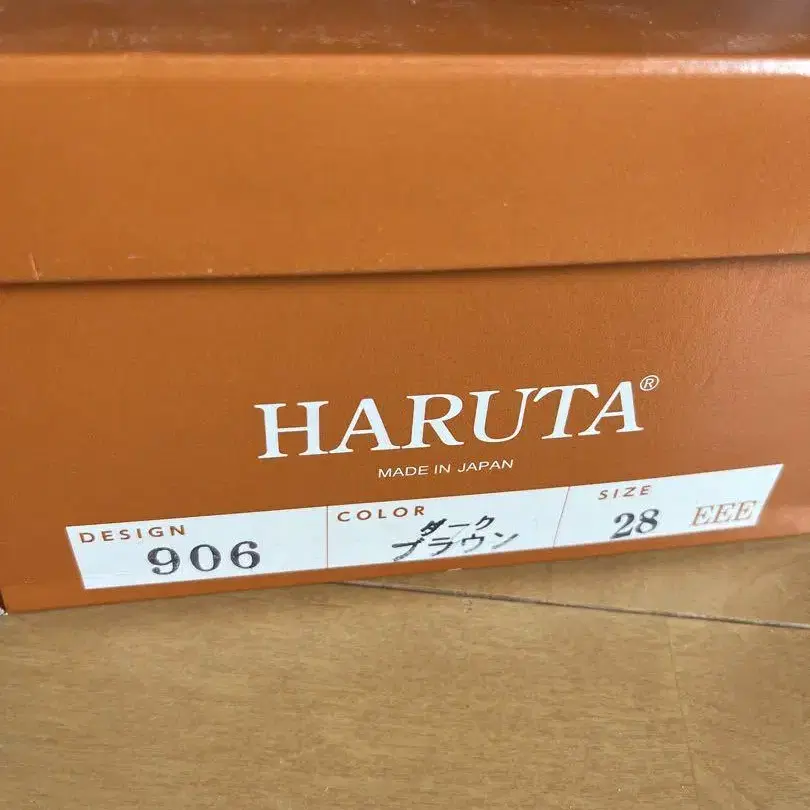 HARUTA®
MADE IN JAPAN
DESIGN
906
COLOR
ダーク
ブラウン
SIZE
28 EEE